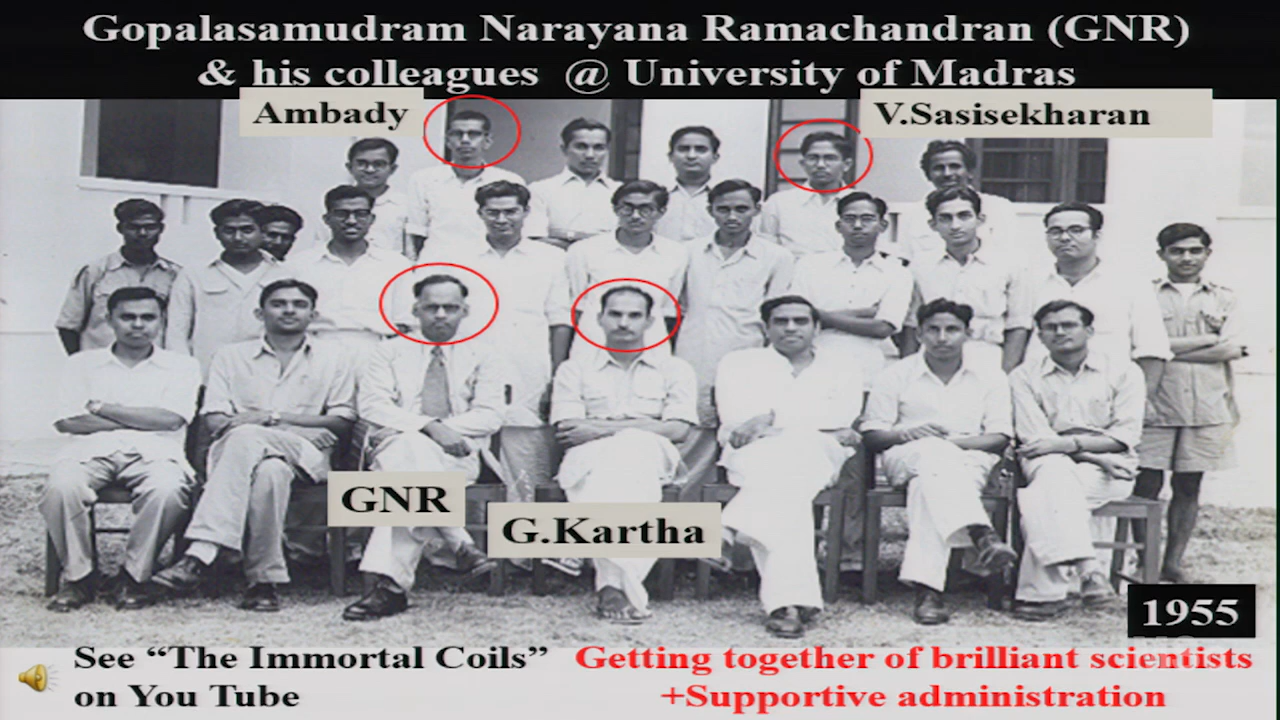 Gopalasamudram Narayana Ramachandran (GNR)
& his colleagues @ University of Madras
Ambady
V.Sasisekharan
GNR
G.Kartha
1955
See “The Immortal Coils”
on You Tube
Getting together of brilliant scientists
+Supportive administration